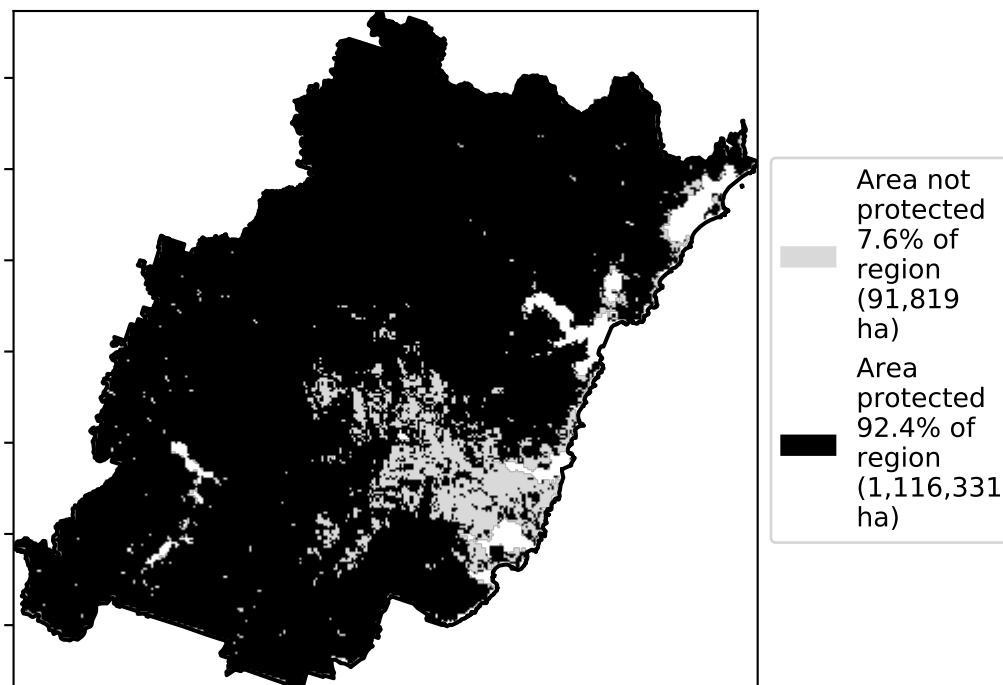 Area not
protected
7.6% of
region
(91,819
ha)
Area
protected
92.4% of
region
(1,116,331
ha)